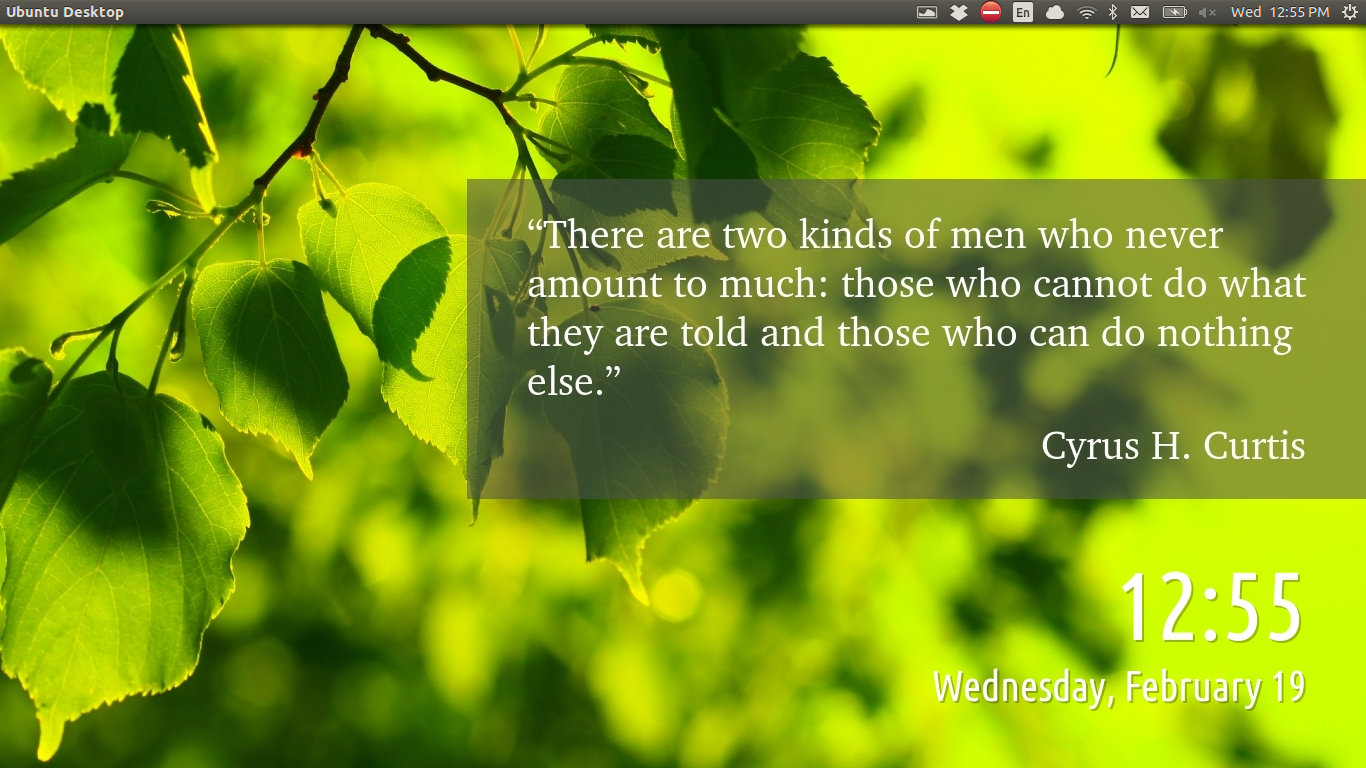 Ubuntu Desktop
En
Wed 12:55 PM
“There are two kinds of men who never
amount to much: those who cannot do what
they are told and those who can do nothing
else.”
Cyrus H. Curtis
12:55
Wednesday, February 19